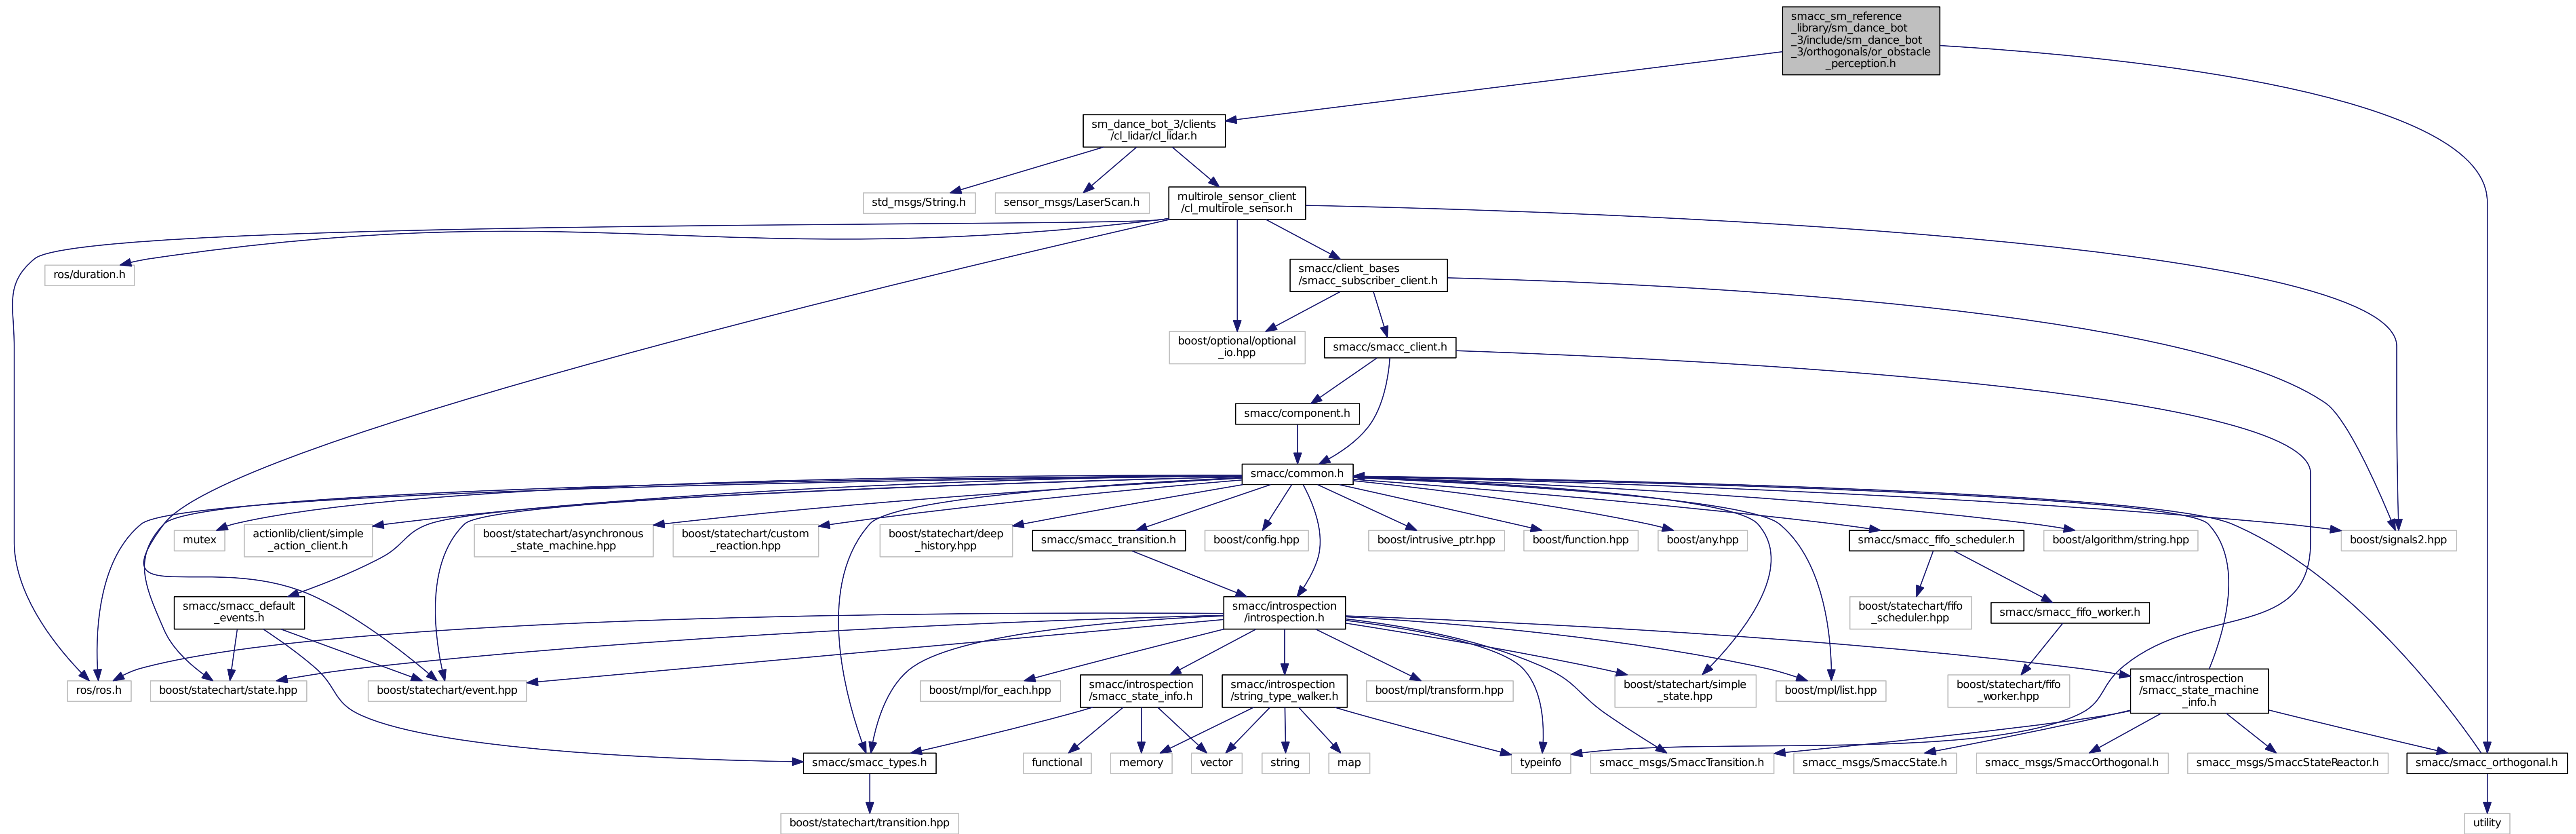 smacc_sm_reference
_library/sm_dance_bot
_3/include/sm_dance_bot
_3/orthogonals/or_obstacle
_perception.h
sm_dance_bot_3/clients
/cl_lidar/cl_lidar.h
std_msgs/String.h
sensor_msgs/LaserScan.h
multirole_sensor_client
/cl_multirole_sensor.h
ros/duration.h
smacc/client_bases
/smacc_subscriber_client.h
boost/optional/optional
_io.hpp
smacc/smacc_client.h
smacc/component.h
smacc/common.h
mutex
actionlib/client/simple
_action_client.h
boost/statechart/asynchronous
_state_machine.hpp
boost/statechart/custom
_reaction.hpp
boost/statechart/deep
_history.hpp
smacc/smacc_transition.h
boost/config.hpp
boost/intrusive_ptr.hpp
boost/function.hpp
boost/any.hpp
smacc/smacc_fifo_scheduler.h
boost/algorithm/string.hpp
boost/signals2.hpp
smacc/smacc_default
_events.h
smacc/introspection
/introspection.h
boost/statechart/fifo
_scheduler.hpp
smacc/smacc_fifo_worker.h
ros/ros.h
boost/statechart/state.hpp
boost/statechart/event.hpp
boost/mpl/for_each.hpp
smacc/introspection
/smacc_state_info.h
smacc/introspection
/string_type_walker.h
boost/mpl/transform.hpp
boost/statechart/simple
_state.hpp
boost/mpl/list.hpp
boost/statechart/fifo
_worker.hpp
smacc/introspection
/smacc_state_machine
_info.h
smacc/smacc_types.h
functional
memory
vector
string
map
typeinfo
smacc_msgs/SmaccTransition.h
smacc_msgs/SmaccState.h
smacc_msgs/SmaccOrthogonal.h
smacc_msgs/SmaccStateReactor.h
smacc/smacc_orthogonal.h
boost/statechart/transition.hpp
utility